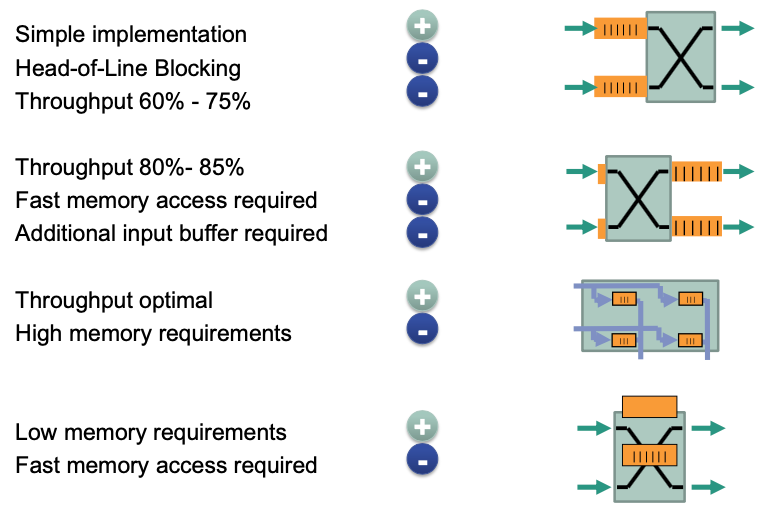 Simple implementation
+
Head-of-Line Blocking
-
Throughput 60% - 75%
-
Throughput 80%- 85%
+
Fast memory access required
-
Additional input buffer required
-
Throughput optimal
+
High memory requirements
-
Low memory requirements
+
Fast memory access required
-